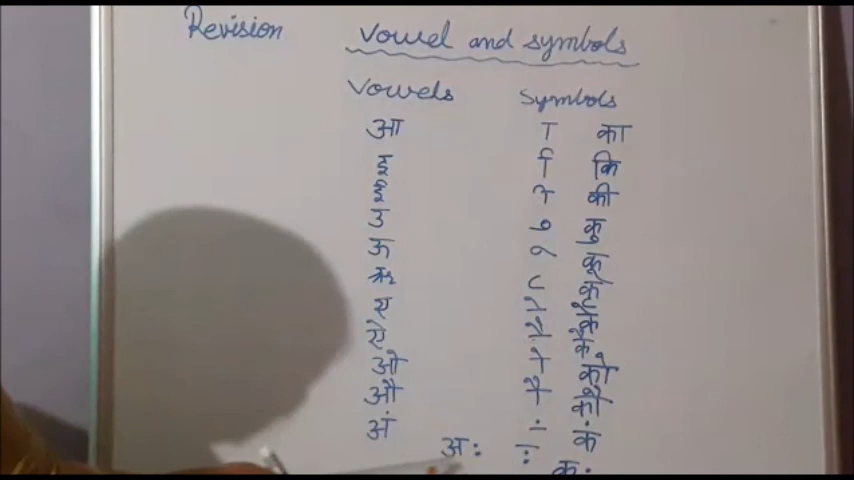 Revision Vowel and symbols
Vowels Symbols
आ ा का
इ ि कि
ई ी की
उ ु कु
ऊ ू कू
ऋ ृ कृ
ए े के
ऐ ै कै
ओ ो को
औ ौ कौ
अं ं कं
अः ः
कः